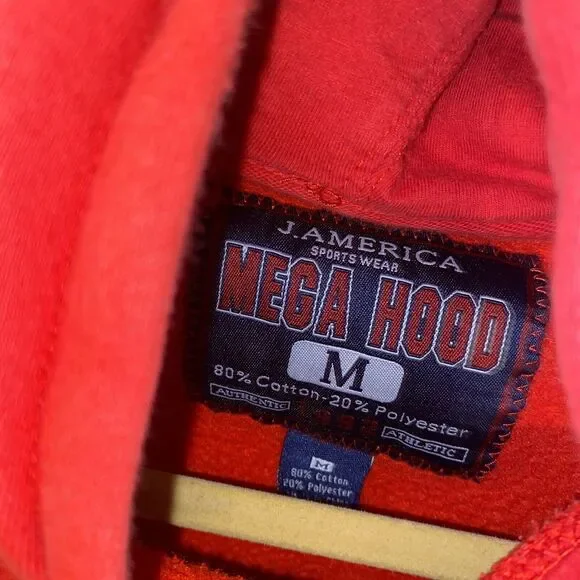 J.AMERICA
SPORTS WEAR
MEGA HOOD
M
80% Cotton-20% Polyester
AUTHENTIC
ATHLETIC
M
80% Cotton
20% Polyester